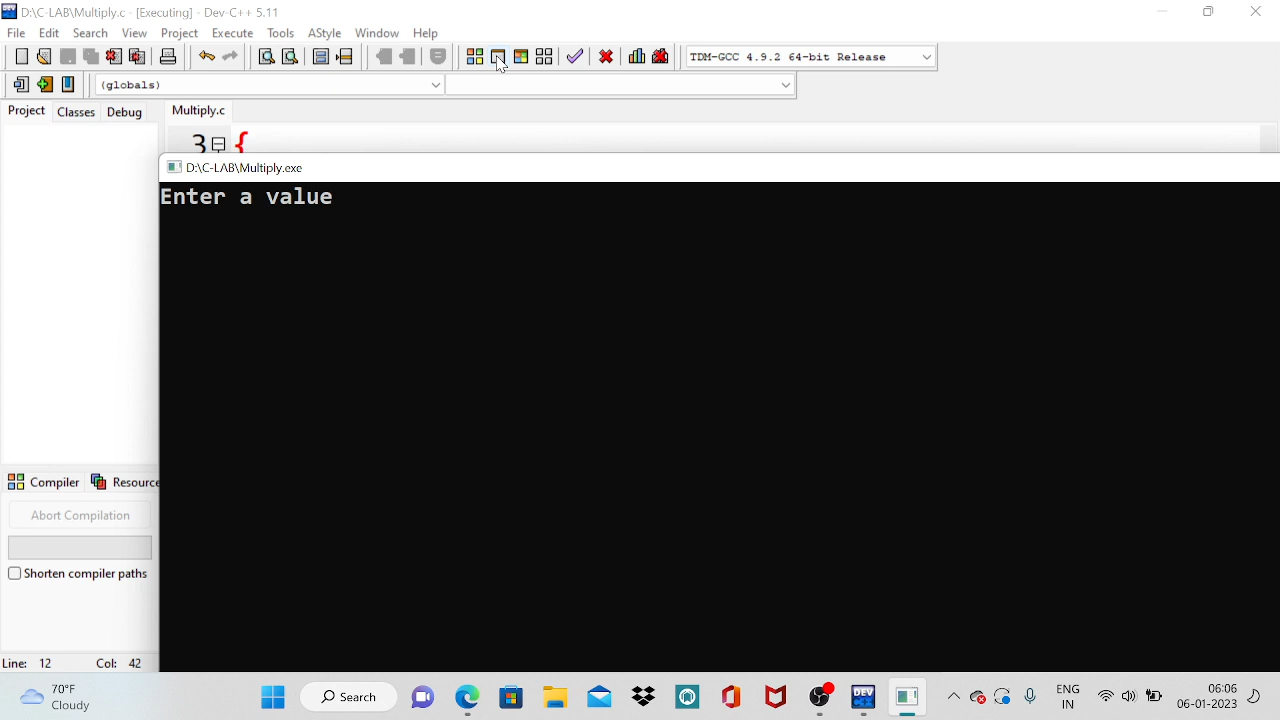 D:\C-LAB\Multiply.c - [Executing] - Dev-C++ 5.11
File Edit Search View Project Execute Tools AStyle Window Help
TDM-GCC 4.9.2 64-bit Release
(globals)
Project Classes Debug Multiply.c
3 {
D:\C-LAB\Multiply.exe
Enter a value
Compiler Resource
Abort Compilation
Shorten compiler paths
Line: 12 Col: 42
70°F
Cloudy
Search
DEV
C++
ENG
IN
06:06
06-01-2023